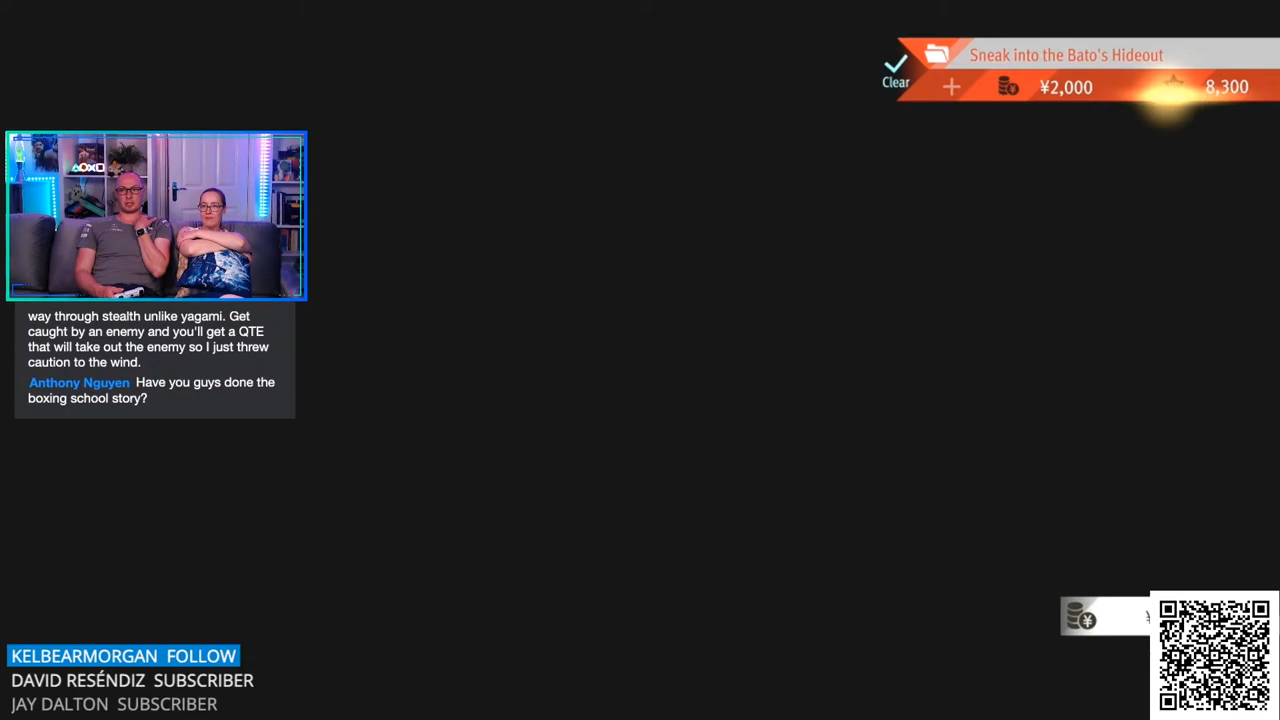 Sneak into the Bato's Hideout
Clear
¥2,000
8,300
way through stealth unlike yagami. Get
caught by an enemy and you'll get a QTE
that will take out the enemy so I just threw
caution to the wind.
Anthony Nguyen Have you guys done the
boxing school story?
¥
KELBEARMORGAN FOLLOW
DAVID RESÉNDIZ SUBSCRIBER
JAY DALTON SUBSCRIBER